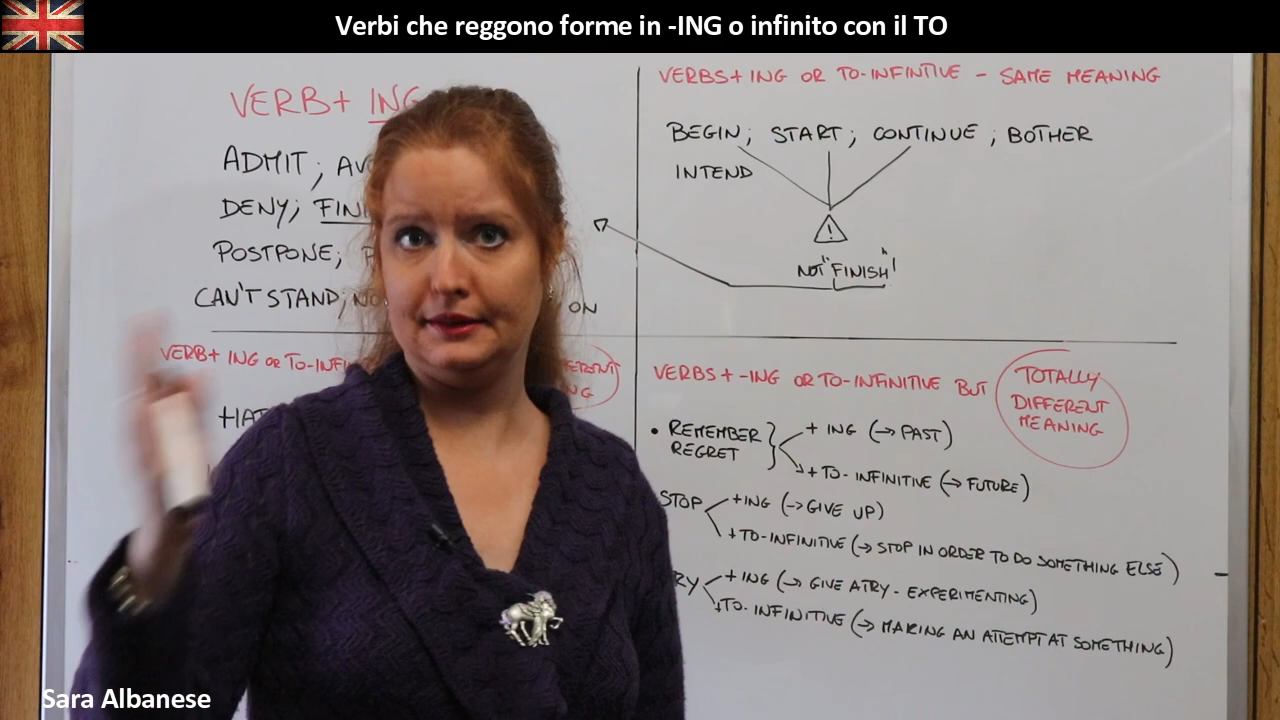 Verbi che reggono forme in -ING o infinito con il TO
VERB+ ING
ADMIT;
DENY;
POSTPONE;
CAN'T STAND;
ON
VERBS+ ING OR TO-INFINTIVE - SAME MEANING
BEGIN; START; CONTINUE; BOTHER
INTEND
!
NOT "FINISH"!
VERB+ ING OR TO-
VERBS + -ING OR TO-INFINITIVE BUT
TOTALLY
DIFFERENT
MEANING
• REMEMBER
REGRET
+ ING (→ PAST)
+ TO-INFINITIVE (→ FUTURE)
STOP
+ING (→ GIVE UP)
+TO-INFINITIVE (→ STOP IN ORDER TO DO SOMETHING ELSE)
+ ING (→ GIVE A TRY - EXPERIMENTING)
+TO-INFINITIVE (→ MAKING AN ATTEMPT AT SOMETHING)
Sara Albanese